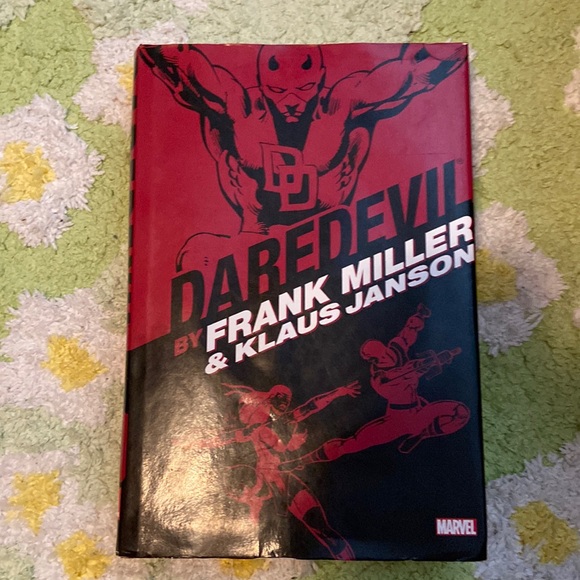 DD
DAREDEVIL
BY FRANK MILLER
& KLAUS JANSON
MARVEL